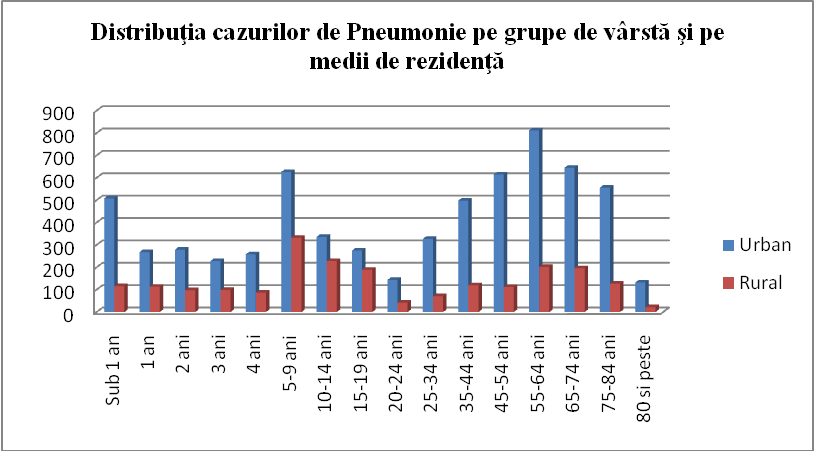 Distribuţia cazurilor de Pneumonie pe grupe de vârstă şi pe
medii de rezidenţă
900
800
700
600
500
400
300
200
100
0
Urban
Rural
Sub 1 an
1 an
2 ani
3 ani
4 ani
5-9 ani
10-14 ani
15-19 ani
20-24 ani
25-34 ani
35-44 ani
45-54 ani
55-64 ani
65-74 ani
75-84 ani
80 si peste